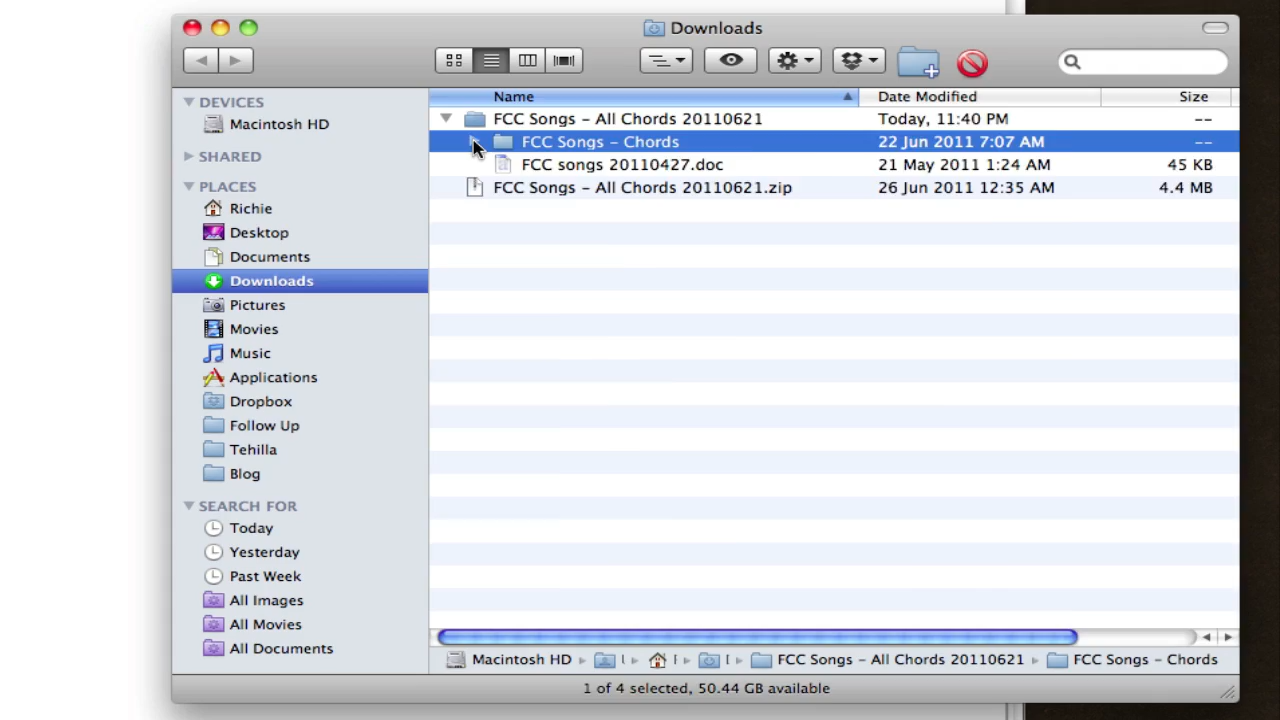 Downloads
Name Date Modified Size
DEVICES
Macintosh HD
SHARED
PLACES
Richie
Desktop
Documents
Downloads
Pictures
Movies
Music
Applications
Dropbox
Follow Up
Tehilla
Blog
SEARCH FOR
Today
Yesterday
Past Week
All Images
All Movies
All Documents
FCC Songs – All Chords 20110621 Today, 11:40 PM --
FCC Songs – Chords 22 Jun 2011 7:07 AM --
FCC songs 20110427.doc 21 May 2011 1:24 AM 45 KB
FCC Songs – All Chords 20110621.zip 26 Jun 2011 12:35 AM 4.4 MB
Macintosh HD FCC Songs – All Chords 20110621 FCC Songs – Chords
1 of 4 selected, 50.44 GB available